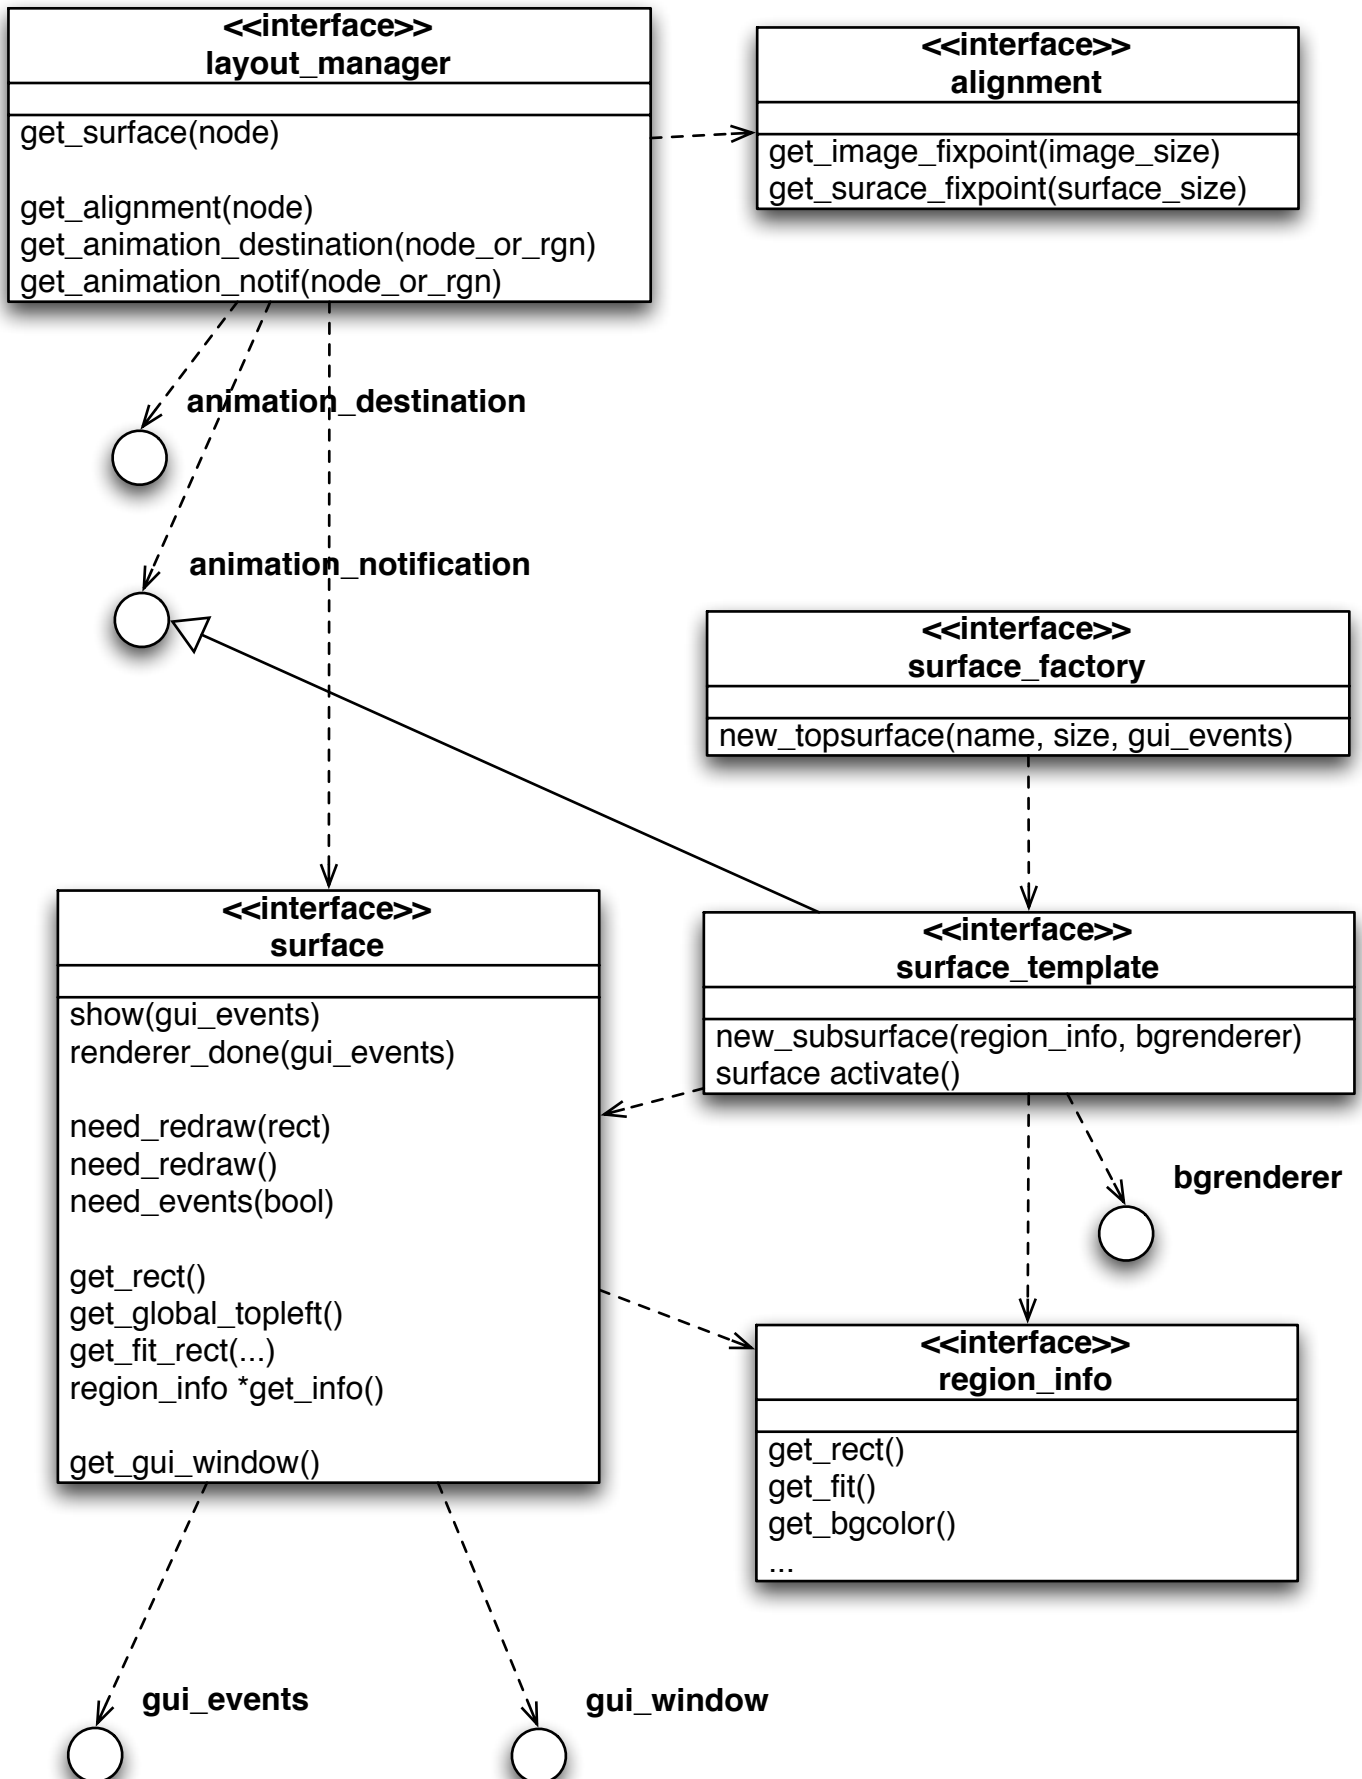 <<interface>>
layout_manager
get_surface(node)
get_alignment(node)
get_animation_destination(node_or_rgn)
get_animation_notif(node_or_rgn)
<<interface>>
alignment
get_image_fixpoint(image_size)
get_surace_fixpoint(surface_size)
animation_destination
animation_notification
<<interface>>
surface_factory
new_topsurface(name, size, gui_events)
<<interface>>
surface
show(gui_events)
renderer_done(gui_events)
need_redraw(rect)
need_redraw()
need_events(bool)
get_rect()
get_global_topleft()
get_fit_rect(...)
region_info *get_info()
get_gui_window()
<<interface>>
surface_template
new_subsurface(region_info, bgrenderer)
surface activate()
bgrenderer
<<interface>>
region_info
get_rect()
get_fit()
get_bgcolor()
...
gui_events
gui_window